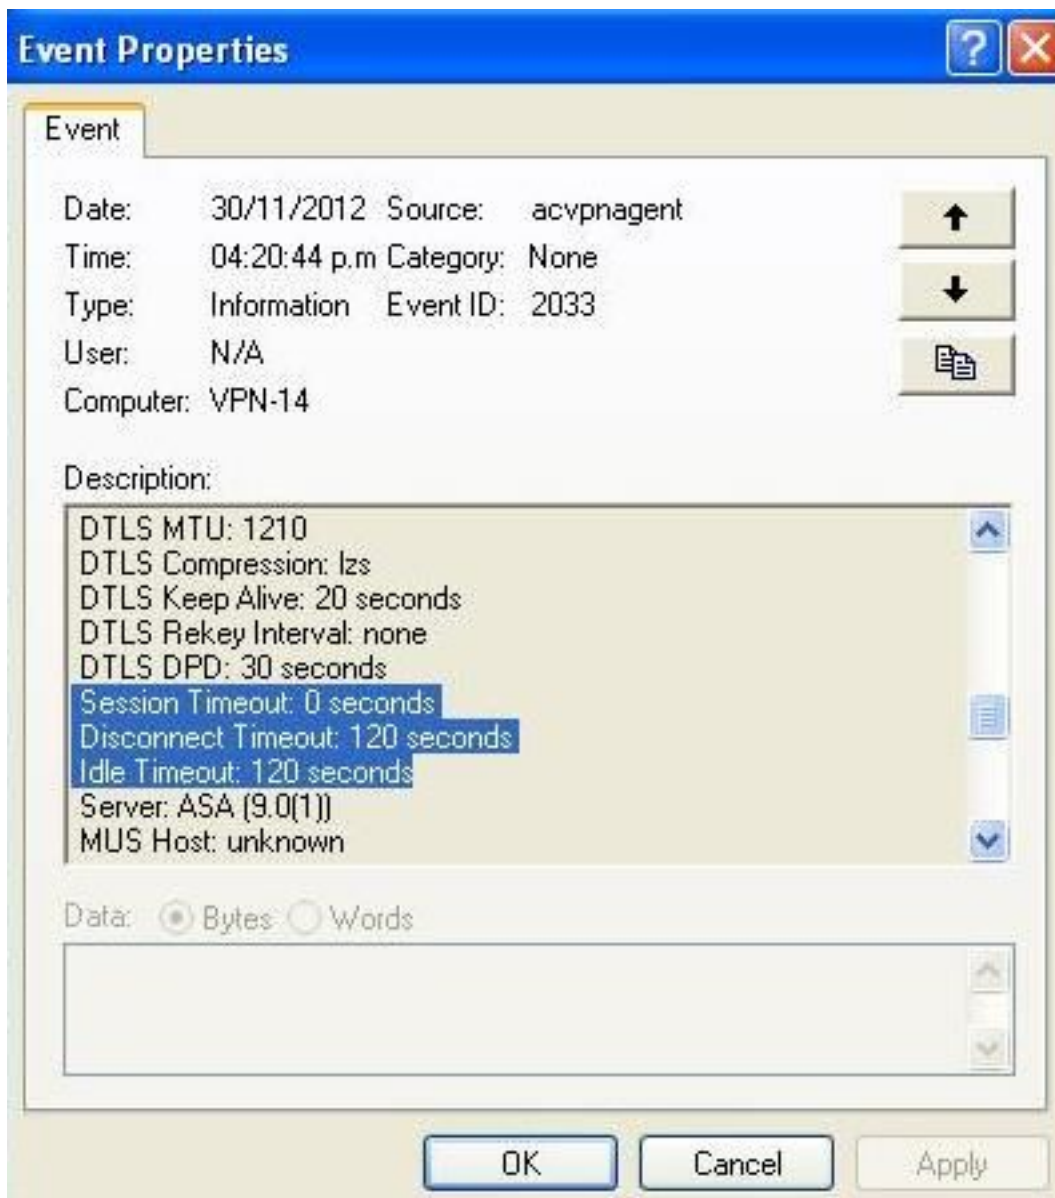 Event Properties
Event
Date: 30/11/2012 Source: acvpnagent
Time: 04:20:44 p.m Category: None
Type: Information Event ID: 2033
User: N/A
Computer: VPN-14
Description:
DTLS MTU: 1210
DTLS Compression: lzs
DTLS Keep Alive: 20 seconds
DTLS Rekey Interval: none
DTLS DPD: 30 seconds
Session Timeout: 0 seconds
Disconnect Timeout: 120 seconds
Idle Timeout: 120 seconds
Server: ASA (9.0(1))
MUS Host: unknown
Data: Bytes Words
OK Cancel Apply